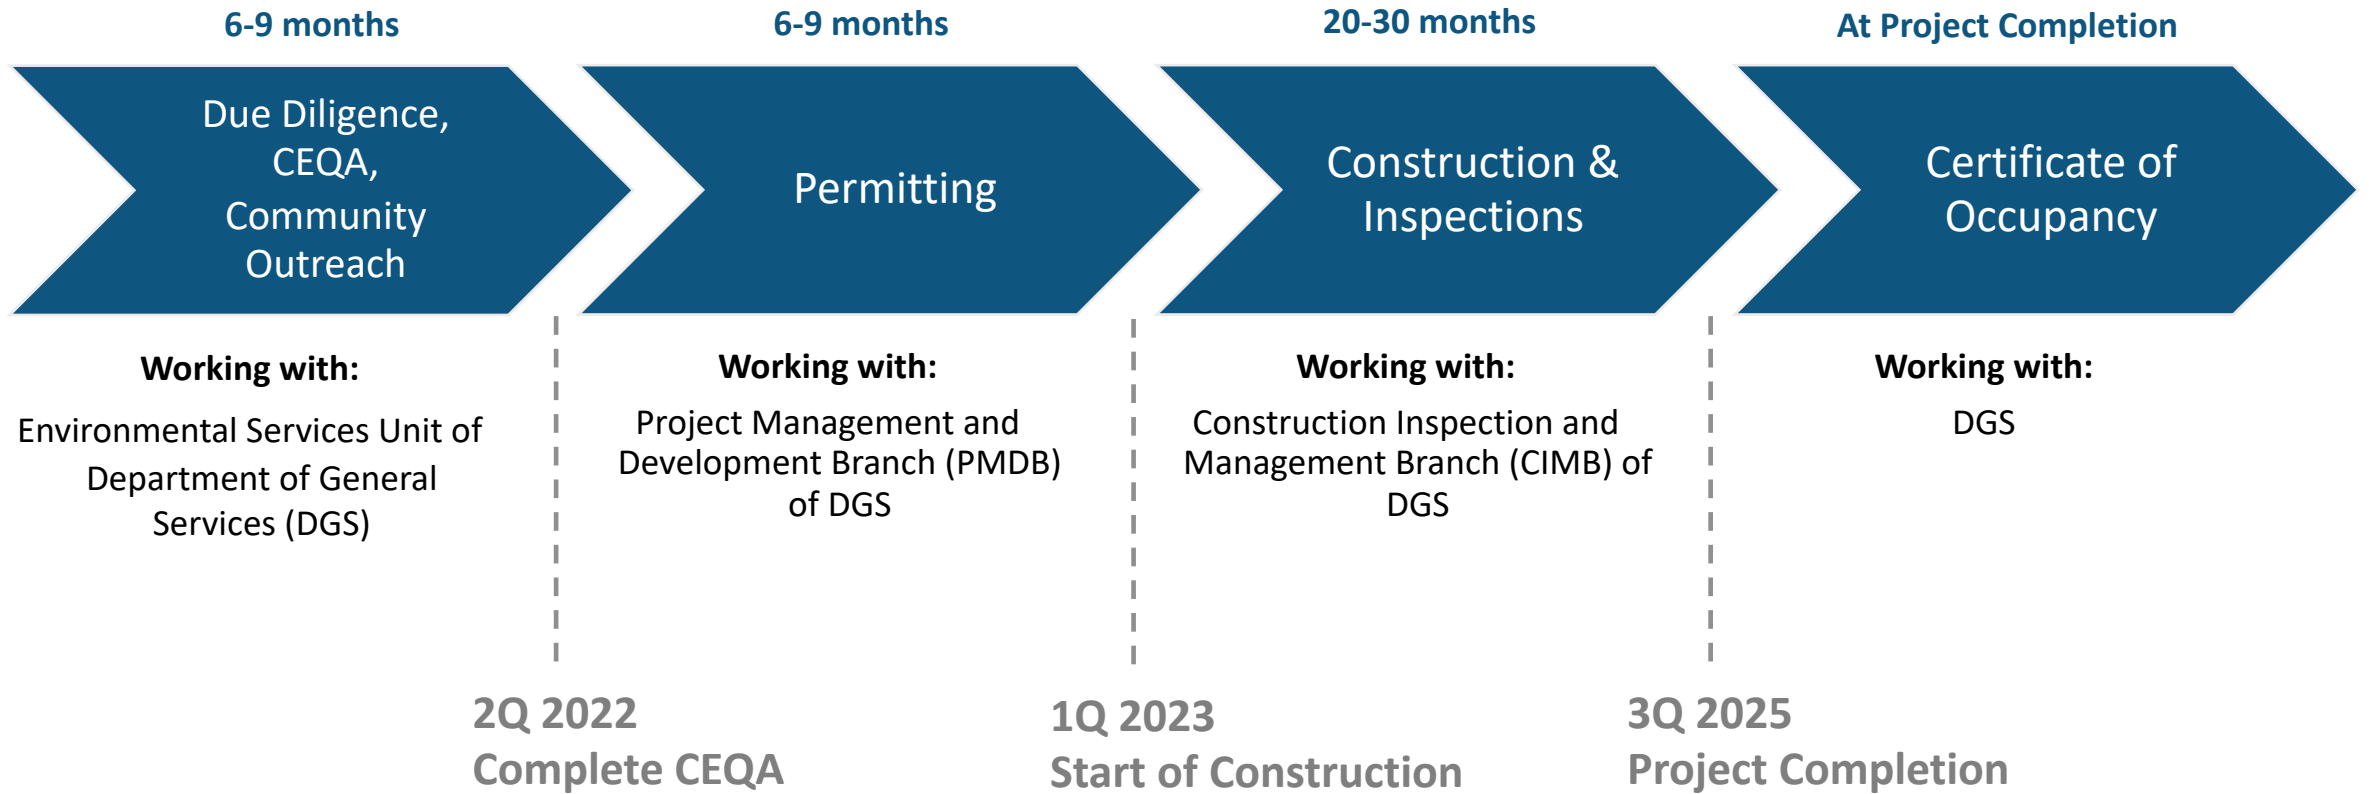 6-9 months
6-9 months
20-30 months
At Project Completion
Due Diligence,
CEQA,
Community
Outreach
Permitting
Construction &
Inspections
Certificate of
Occupancy
Working with:
Environmental Services Unit of
Department of General
Services (DGS)
Working with:
Project Management and
Development Branch (PMDB)
of DGS
Working with:
Construction Inspection and
Management Branch (CIMB) of
DGS
Working with:
DGS
2Q 2022
Complete CEQA
1Q 2023
Start of Construction
3Q 2025
Project Completion